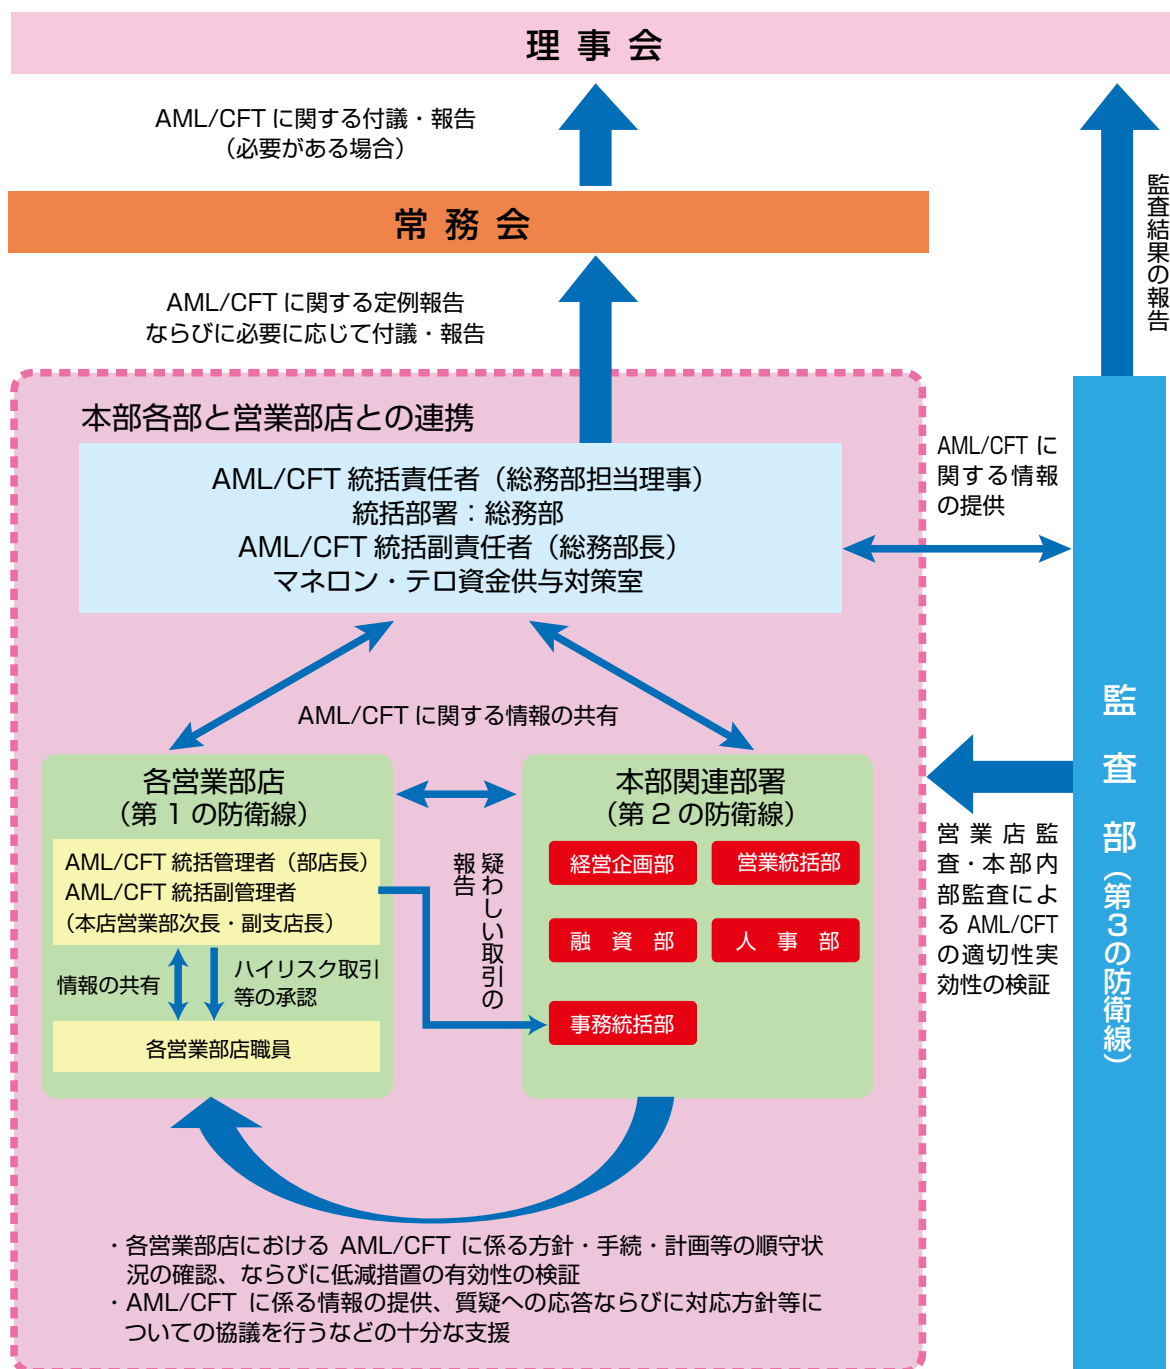 理事会
AML/CFT に関する付議・報告
（必要がある場合）
常務会
AML/CFT に関する定例報告
ならびに必要に応じて付議・報告
監査結果の報告
本部各部と営業部店との連携
AML/CFT 統括責任者（総務部担当理事）
統括部署：総務部
AML/CFT 統括副責任者（総務部長）
マネロン・テロ資金供与対策室
AML/CFT に
関する情報
の提供
AML/CFT に関する情報の共有
各営業部店
（第 1 の防衛線）
AML/CFT 統括管理者（部店長）
AML/CFT 統括副管理者
（本店営業部次長・副支店長）
情報の共有
ハイリスク取引
等の承認
各営業部店職員
疑わしい取引の
報告
本部関連部署
（第 2 の防衛線）
経営企画部
営業統括部
融資部
人事部
事務統括部
営業店監
査・本部内
部監査によ
る AML/CFT
の適切性実
効性の検証
監査部（第3の防衛線）
・各営業部店における AML/CFT に係る方針・手続・計画等の順守状
況の確認、ならびに低減措置の有効性の検証
・AML/CFT に係る情報の提供、質疑への応答ならびに対応方針等に
ついての協議を行うなどの十分な支援